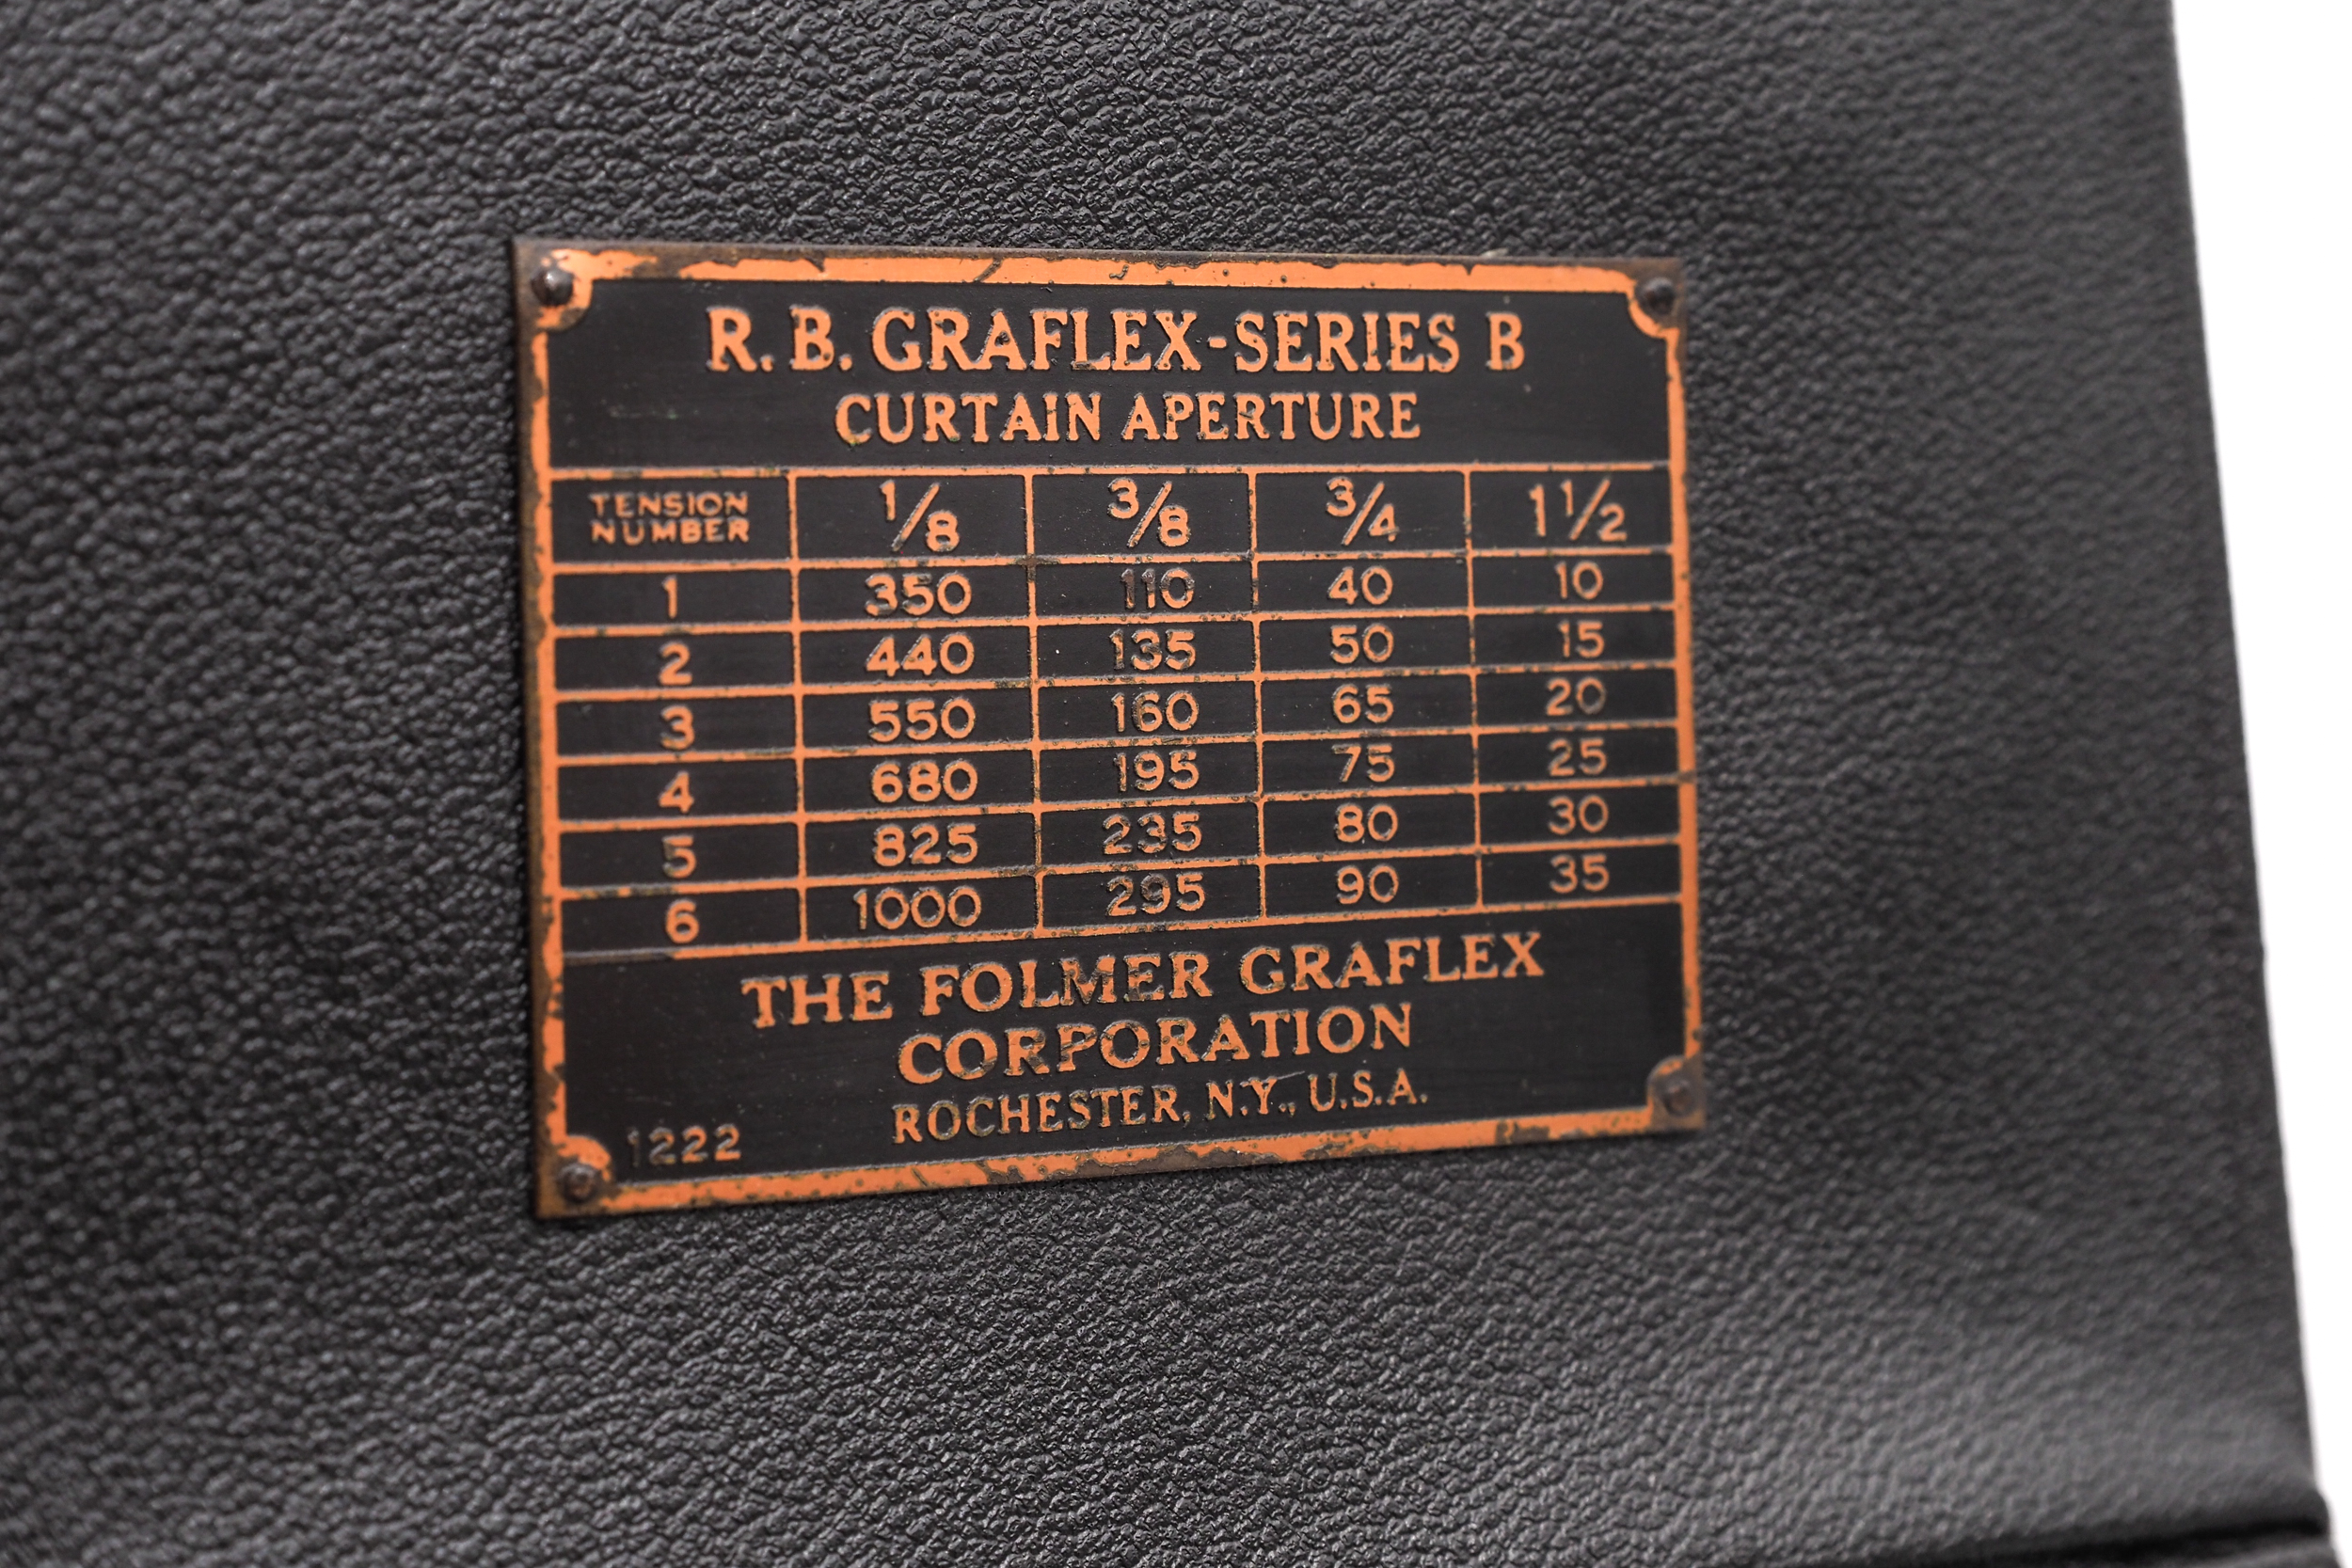 R. B. GRAFLEX-SERIES B
CURTAIN APERTURE
TENSION NUMBER 1/8 3/8 3/4 1 1/2
1 350 110 40 10
2 440 135 50 15
3 550 160 65 20
4 680 195 75 25
5 825 235 80 30
6 1000 295 90 35
THE FOLMER GRAFLEX
CORPORATION
ROCHESTER, N.Y., U.S.A.
1222